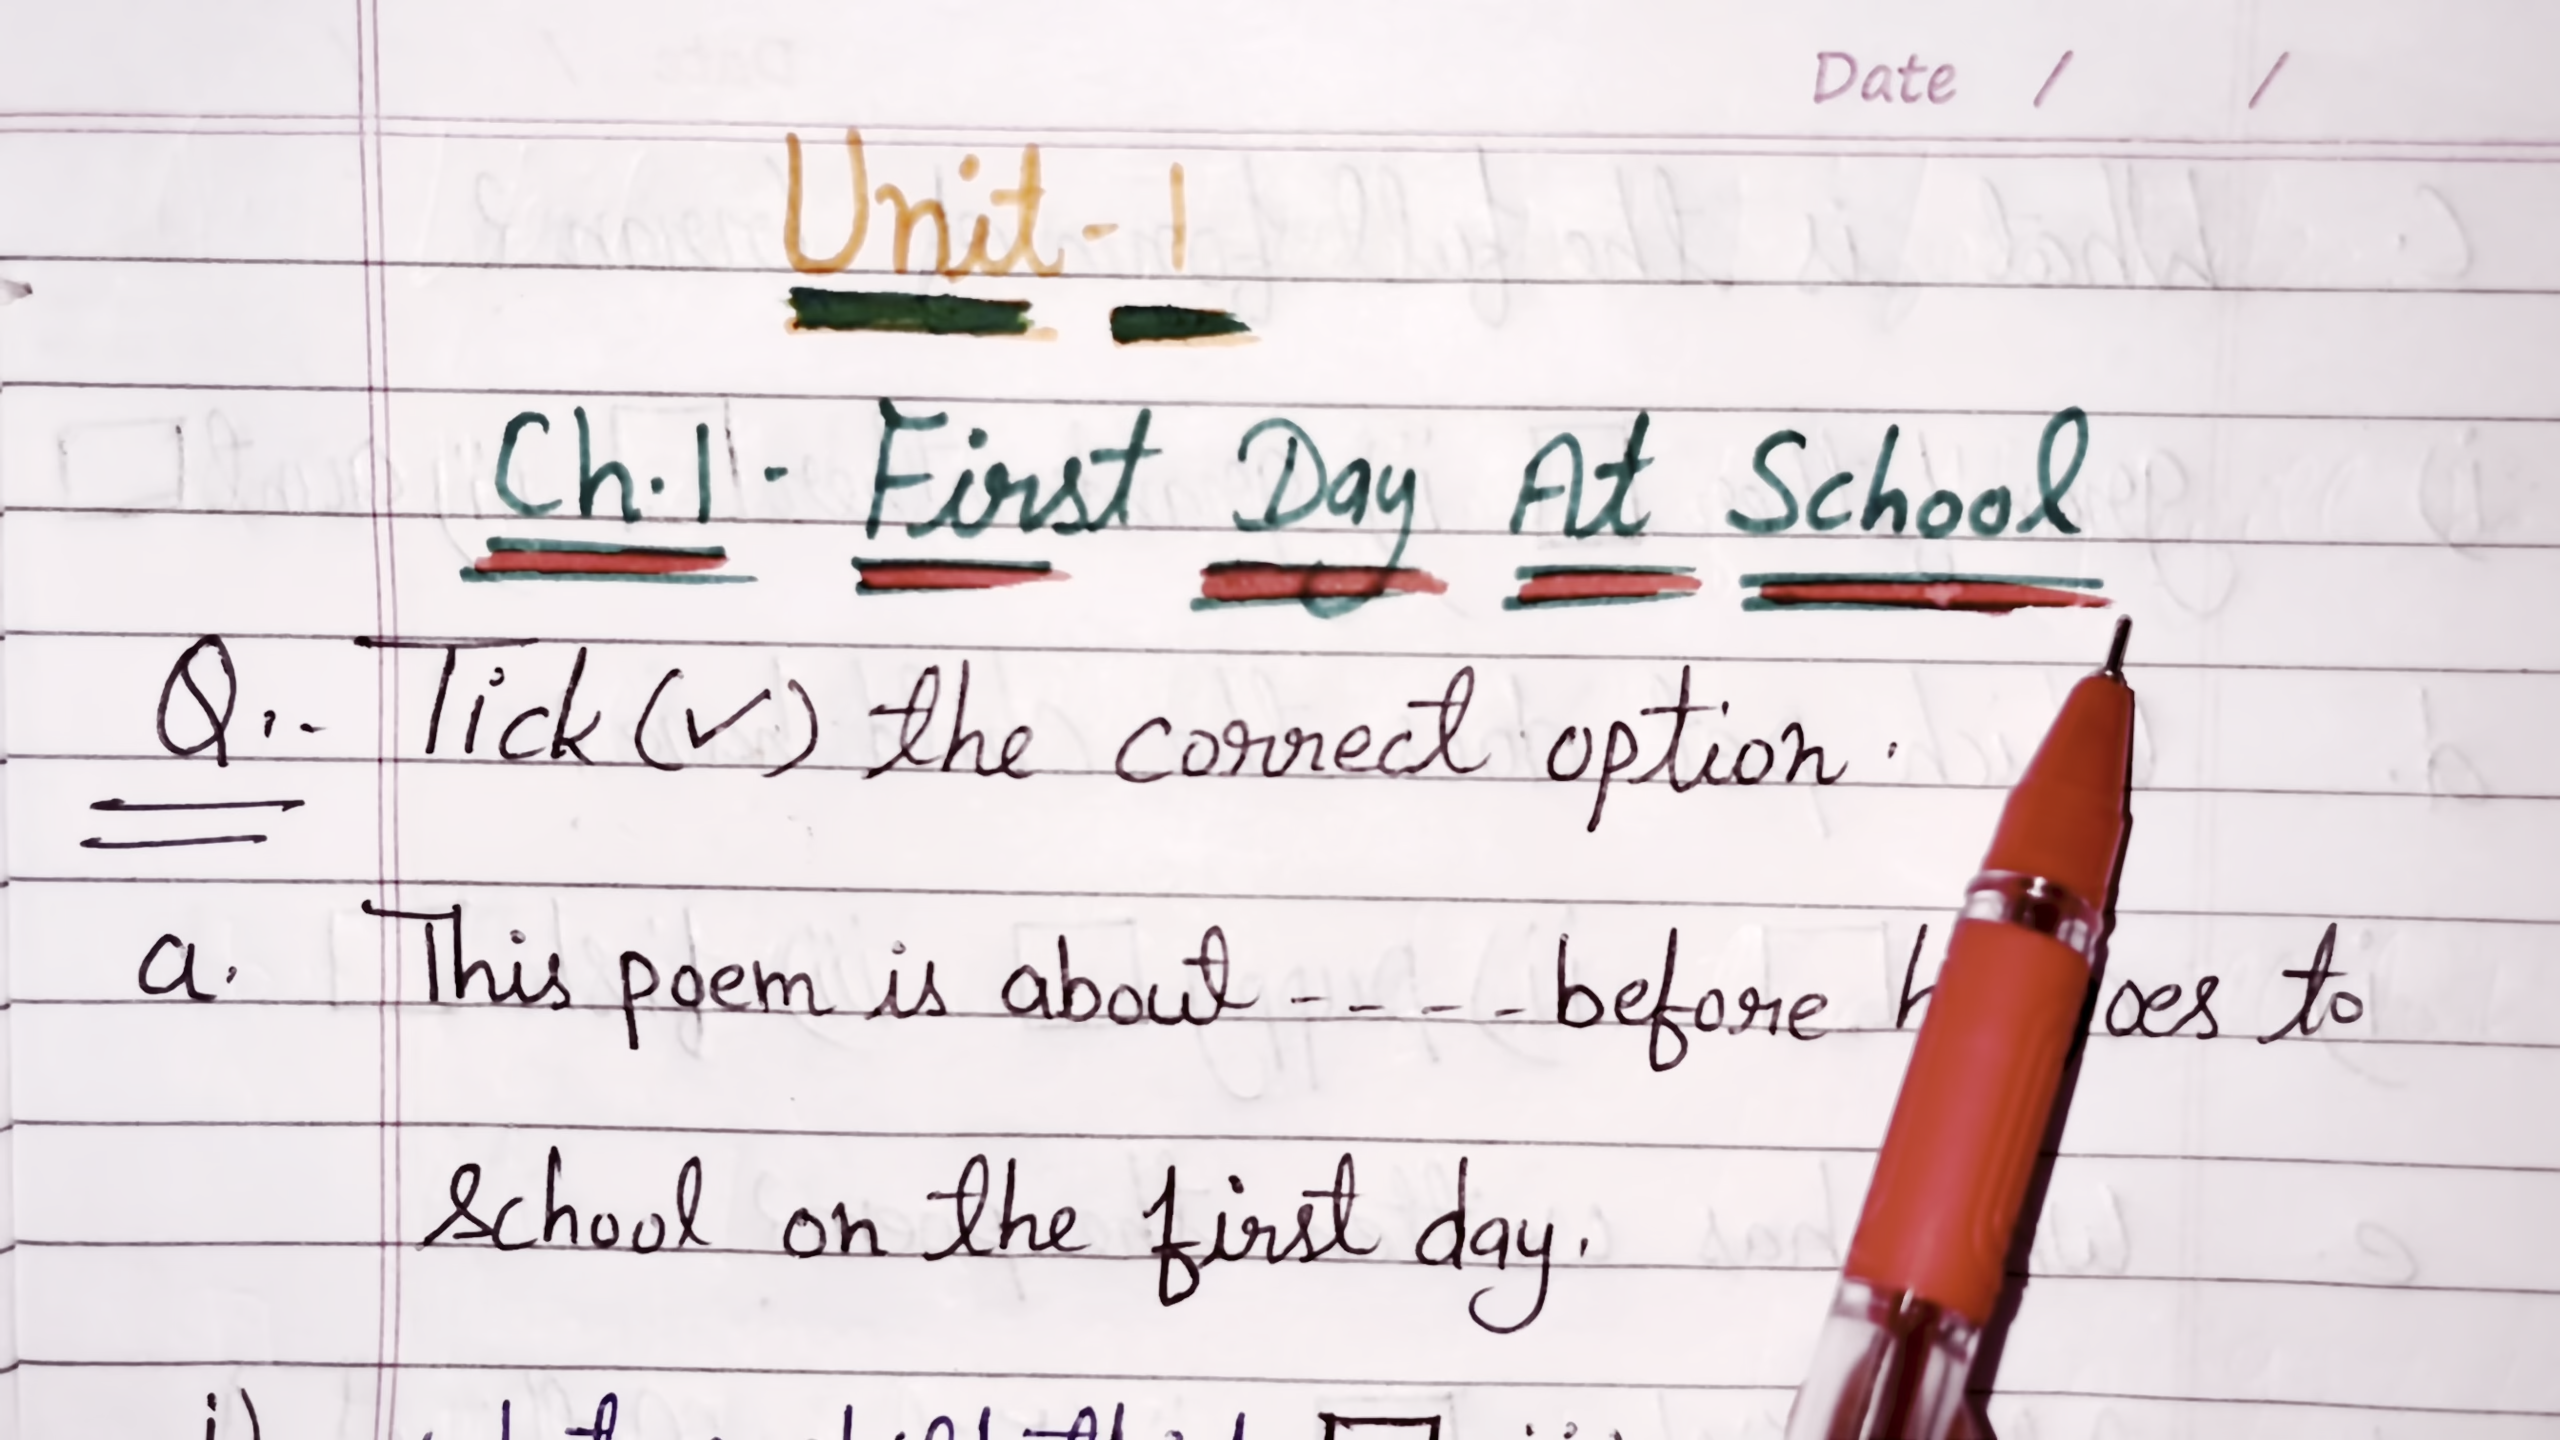 Date / /
Unit - 1
Ch.1 - First Day At School
Q.- Tick (✓) the correct option.
a. This poem is about ---- before to
school on the first day.
i)